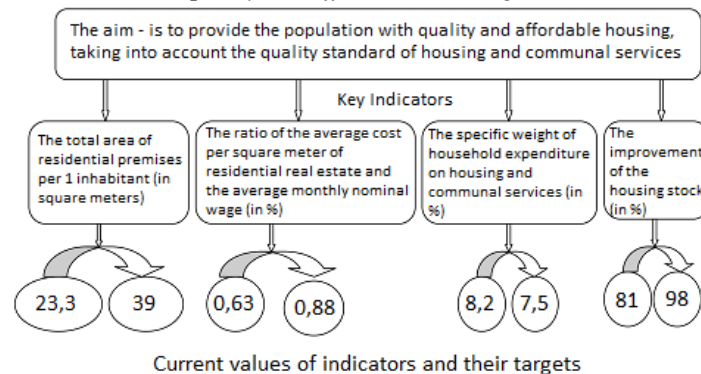 The aim - is to provide the population with quality and affordable housing,
taking into account the quality standard of housing and communal services
Key Indicators
The total area of
residential premises
per 1 inhabitant (in
square meters)
The ratio of the average cost
per square meter of
residential real estate and
the average monthly nominal
wage (in %)
The specific weight of
household expenditure
on housing and
communal services (in
%)
The
improvement
of the
housing stock
(in %)
23,3
39
0,63
0,88
8,2
7,5
81
98
Current values of indicators and their targets